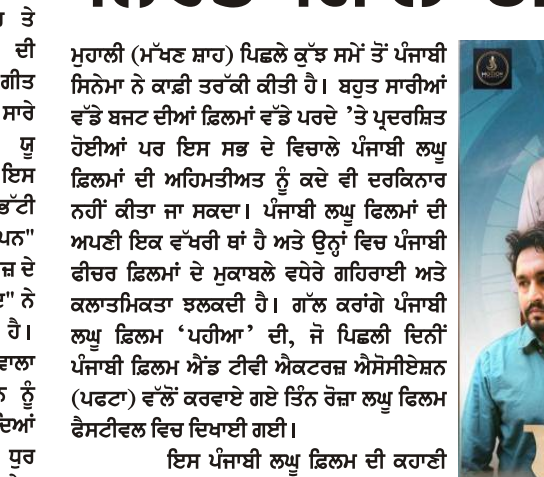 ਤੇ
ਦੀ
ਗੀਤ
ਸਾਰੇ
ਯੂ
ਇਸ
ਭੱਟੀ
ਪਨ"
ਜ਼ ਦੇ
" ਨੇ
ਹੈ।
ਵਾਲਾ
ਨੂੰ
ਧੁਰ
ਮੁਹਾਲੀ (ਮੱਖਣ ਸ਼ਾਹ) ਪਿਛਲੇ ਕੁੱਝ ਸਮੇਂ ਤੋਂ ਪੰਜਾਬੀ
ਸਿਨੇਮਾ ਨੇ ਕਾਫ਼ੀ ਤਰੱਕੀ ਕੀਤੀ ਹੈ। ਬਹੁਤ ਸਾਰੀਆਂ
ਵੱਡੇ ਬਜਟ ਦੀਆਂ ਫ਼ਿਲਮਾਂ ਵੱਡੇ ਪਰਦੇ ’ਤੇ ਪ੍ਰਦਰਸ਼ਿਤ
ਹੋਈਆਂ ਪਰ ਇਸ ਸਭ ਦੇ ਵਿਚਾਲੇ ਪੰਜਾਬੀ ਲਘੂ
ਫ਼ਿਲਮਾਂ ਦੀ ਅਹਿਮਤੀਅਤ ਨੂੰ ਕਦੇ ਵੀ ਦਰਕਿਨਾਰ
ਨਹੀਂ ਕੀਤਾ ਜਾ ਸਕਦਾ। ਪੰਜਾਬੀ ਲਘੂ ਫਿਲਮਾਂ ਦੀ
ਅਪਣੀ ਇਕ ਵੱਖਰੀ ਥਾਂ ਹੈ ਅਤੇ ਉਨ੍ਹਾਂ ਵਿਚ ਪੰਜਾਬੀ
ਫੀਚਰ ਫ਼ਿਲਮਾਂ ਦੇ ਮੁਕਾਬਲੇ ਵਧੇਰੇ ਗਹਿਰਾਈ ਅਤੇ
ਕਲਾਤਮਿਕਤਾ ਝਲਕਦੀ ਹੈ। ਗੱਲ ਕਰਾਂਗੇ ਪੰਜਾਬੀ
ਲਘੂ ਫ਼ਿਲਮ ‘ਪਹੀਆ’ ਦੀ, ਜੋ ਪਿਛਲੀ ਦਿਨੀਂ
ਪੰਜਾਬੀ ਫ਼ਿਲਮ ਐਂਡ ਟੀਵੀ ਐਕਟਰਜ਼ ਐਸੋਸੀਏਸ਼ਨ
(ਪਫਟਾ) ਵੱਲੋਂ ਕਰਵਾਏ ਗਏ ਤਿੰਨ ਰੋਜ਼ਾ ਲਘੂ ਫਿਲਮ
ਫੈਸਟੀਵਲ ਵਿਚ ਦਿਖਾਈ ਗਈ।
ਇਸ ਪੰਜਾਬੀ ਲਘੂ ਫ਼ਿਲਮ ਦੀ ਕਹਾਣੀ